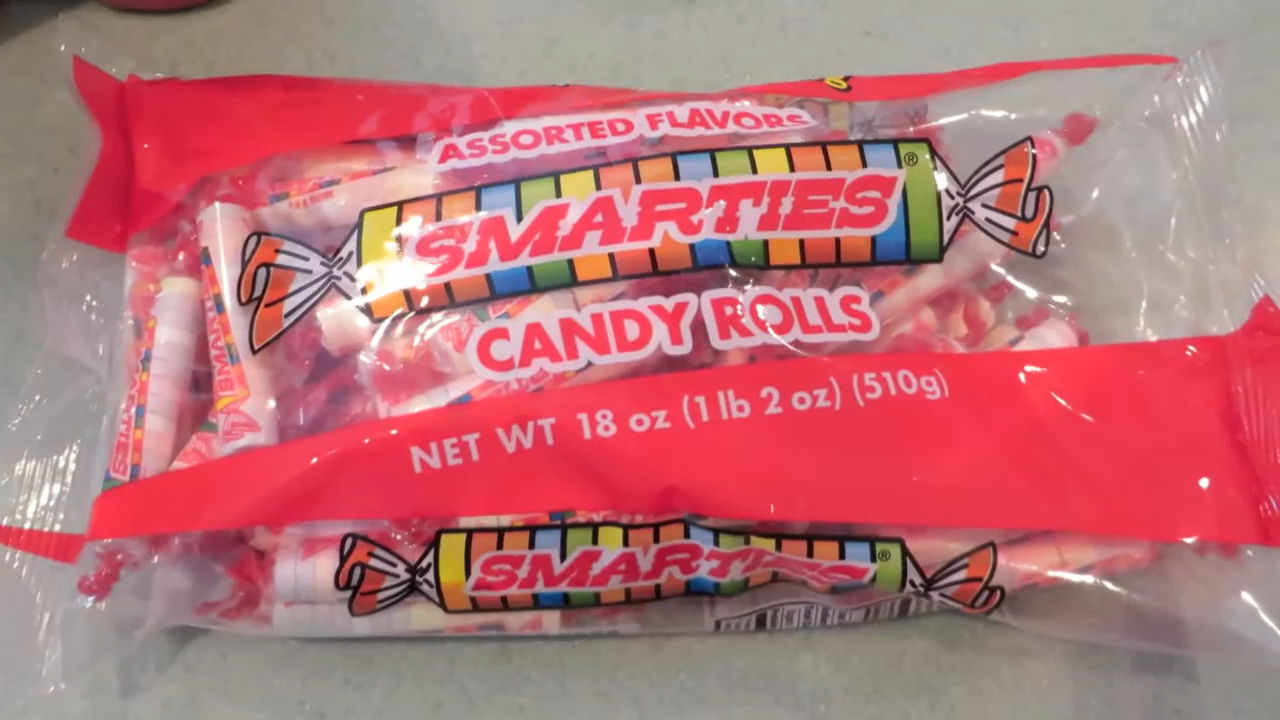 ASSORTED FLAVORS
SMARTIES®
CANDY ROLLS
NET WT 18 oz (1 lb 2 oz) (510g)
SMARTIES®